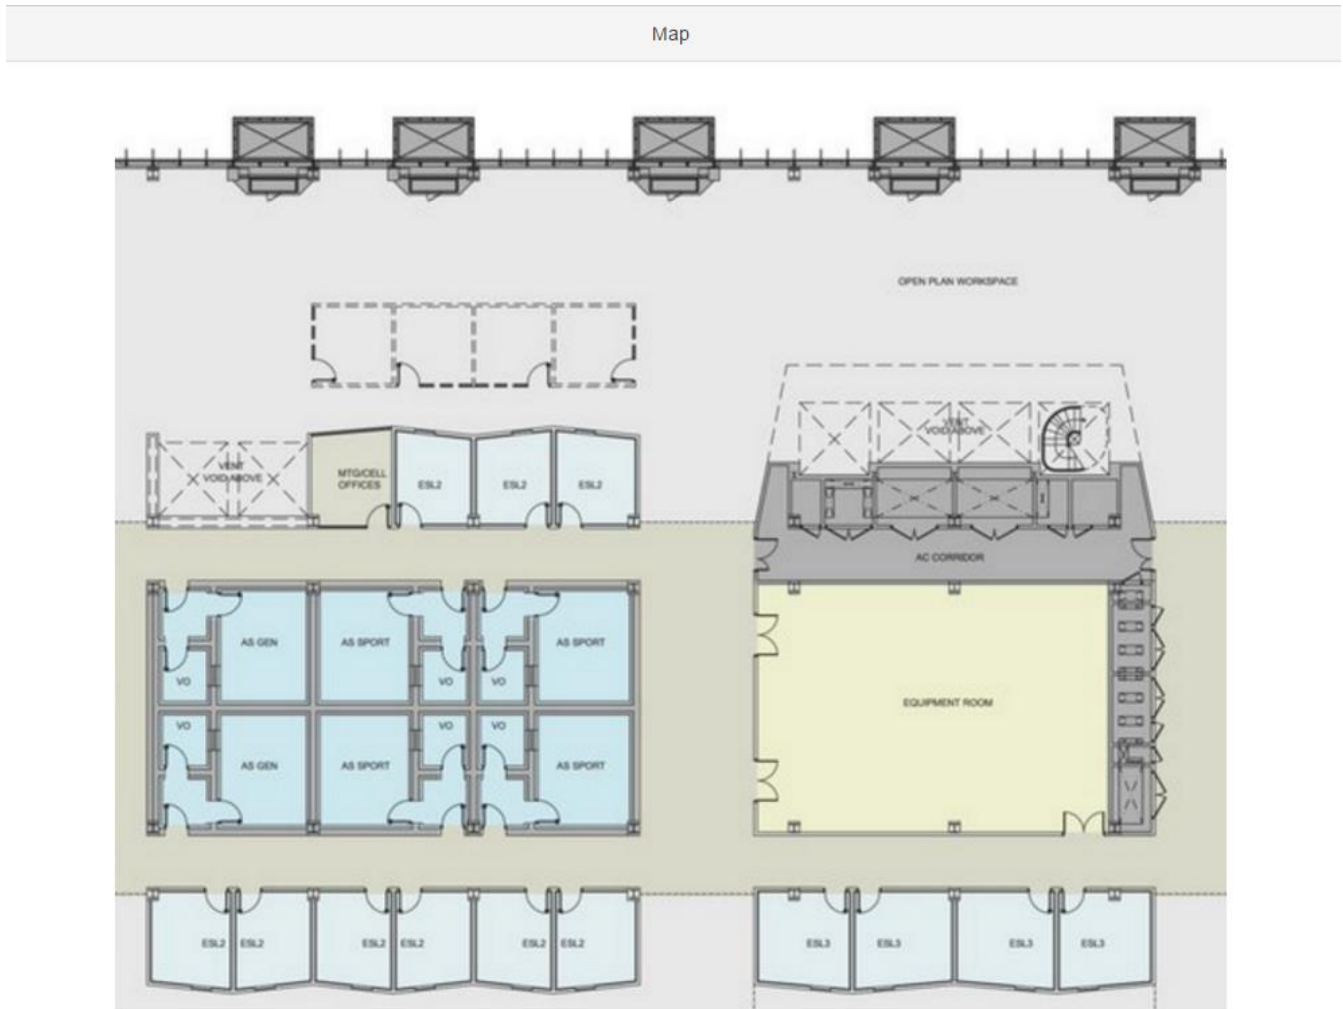 Map
OPEN PLAN WORKSPACE
VENT
VOID ABOVE
VENT
VOID ABOVE
MTG/CELL
OFFICES
ESL2
ESL2
ESL2
AC CORRIDOR
AS GEN
AS SPORT
AS SPORT
VO
VO
VO
EQUIPMENT ROOM
VO
VO
VO
AS GEN
AS SPORT
AS SPORT
ESL2
ESL2
ESL2
ESL2
ESL2
ESL2
ESL3
ESL3
ESL3
ESL3